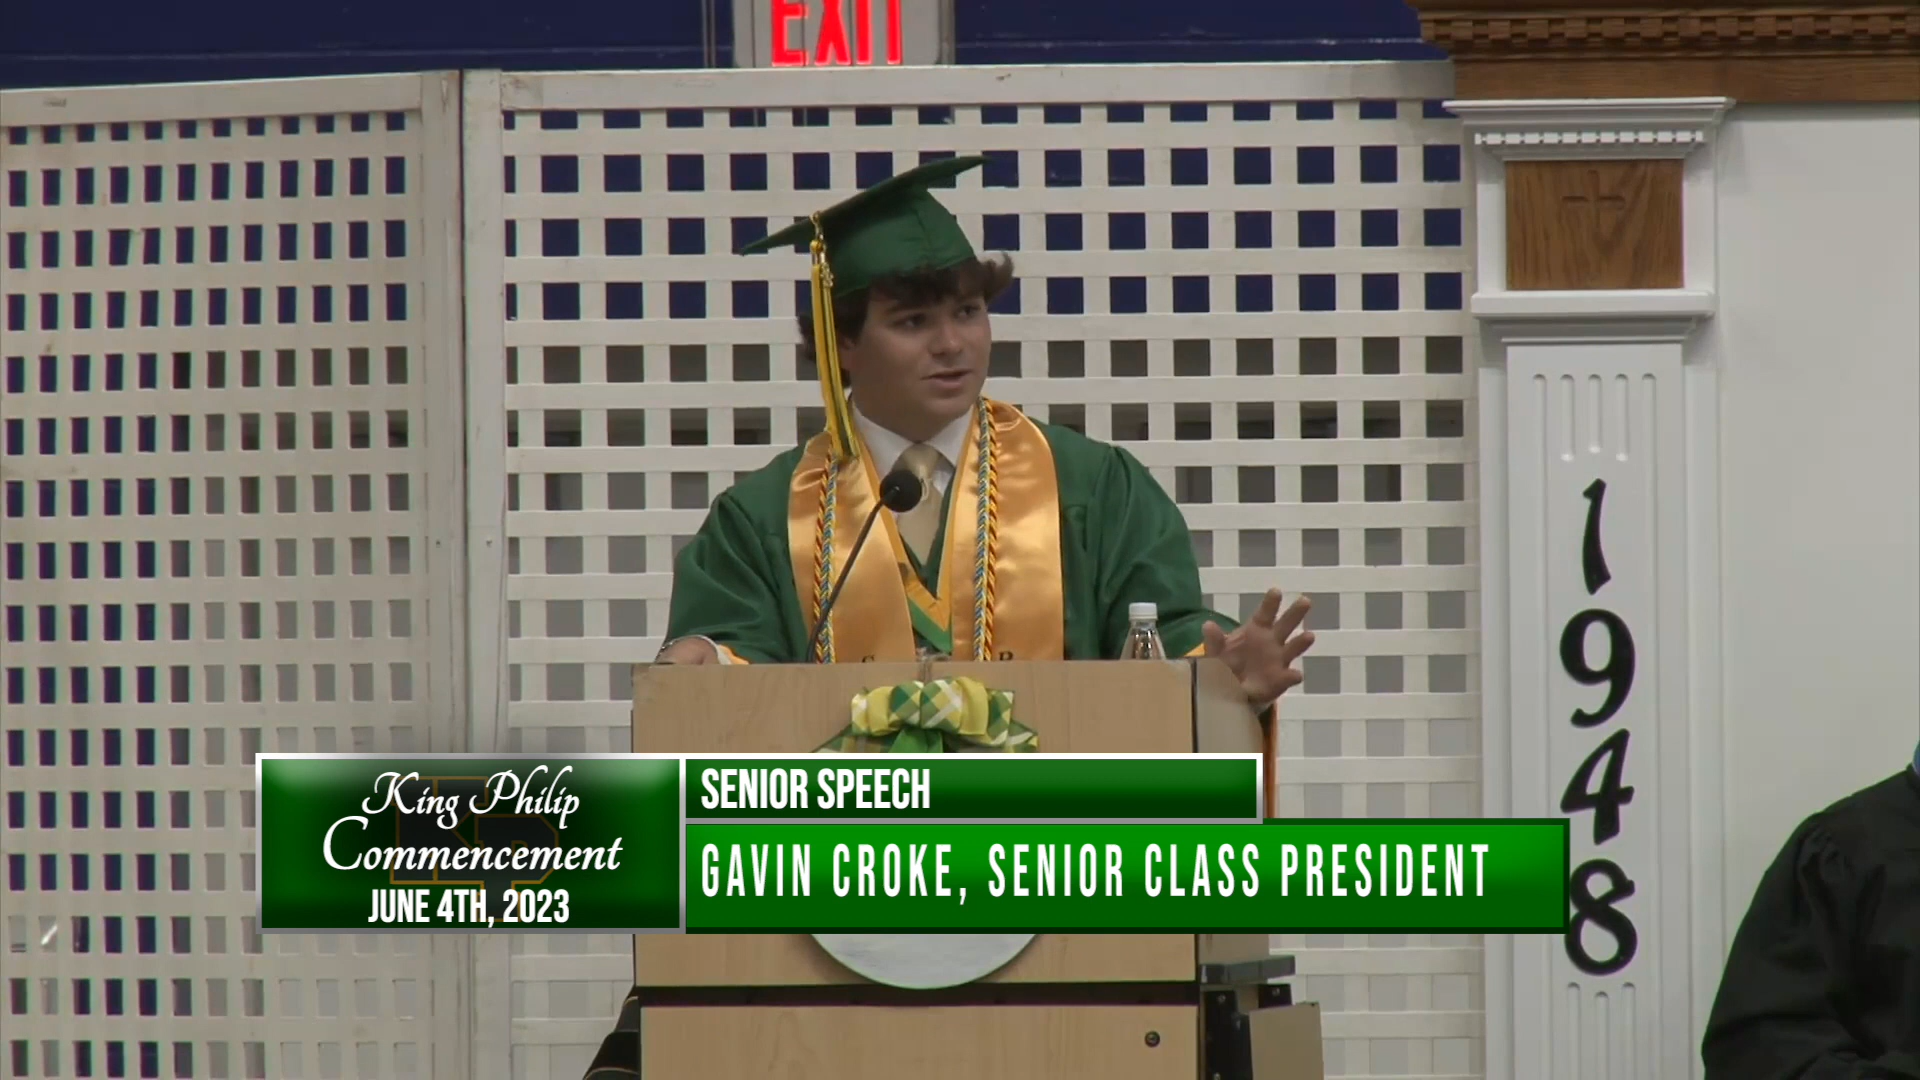 EXIT
1948
King Philip
Commencement
JUNE 4TH, 2023
SENIOR SPEECH
GAVIN CROKE, SENIOR CLASS PRESIDENT